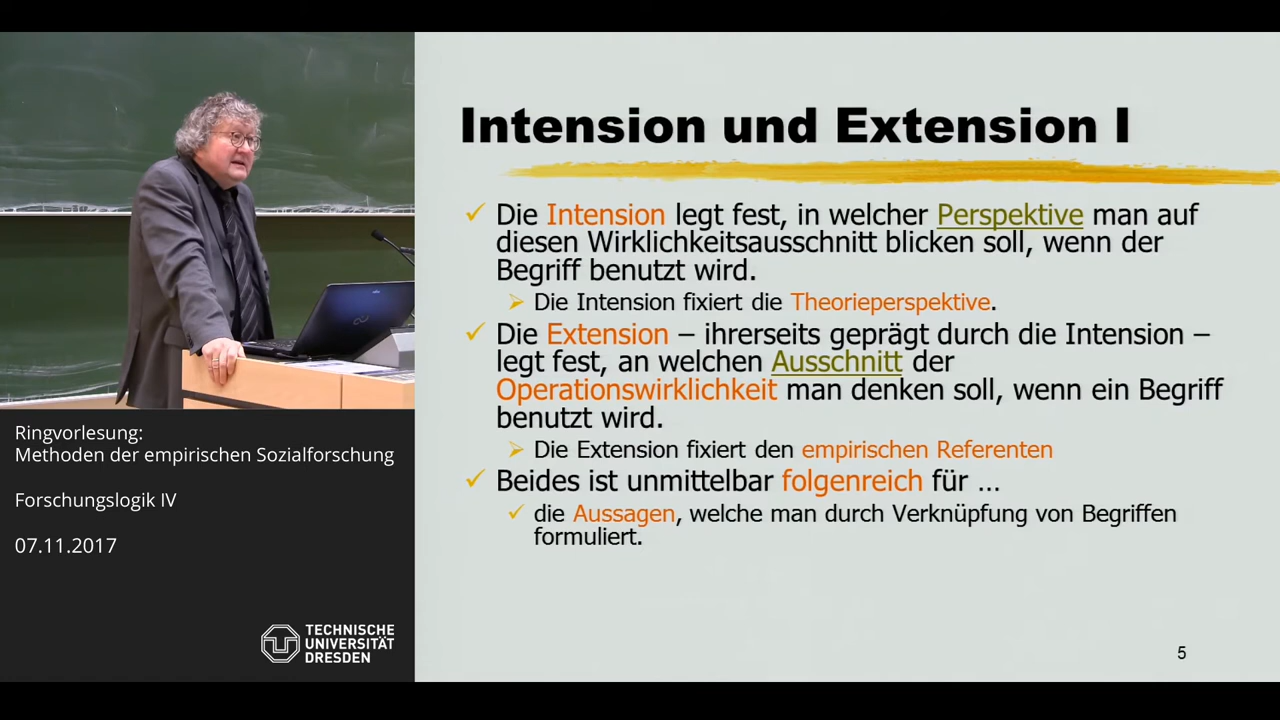 Intension und Extension I
Die Intension legt fest, in welcher Perspektive man auf
diesen Wirklichkeitsausschnitt blicken soll, wenn der
Begriff benutzt wird.
Die Intension fixiert die Theorieperspektive.
Die Extension – ihrerseits geprägt durch die Intension –
legt fest, an welchen Ausschnitt der
Operationswirklichkeit man denken soll, wenn ein Begriff
benutzt wird.
Die Extension fixiert den empirischen Referenten
Beides ist unmittelbar folgenreich für …
die Aussagen, welche man durch Verknüpfung von Begriffen
formuliert.
5
Ringvorlesung:
Methoden der empirischen Sozialforschung
Forschungslogik IV
07.11.2017
TECHNISCHE
UNIVERSITÄT
DRESDEN